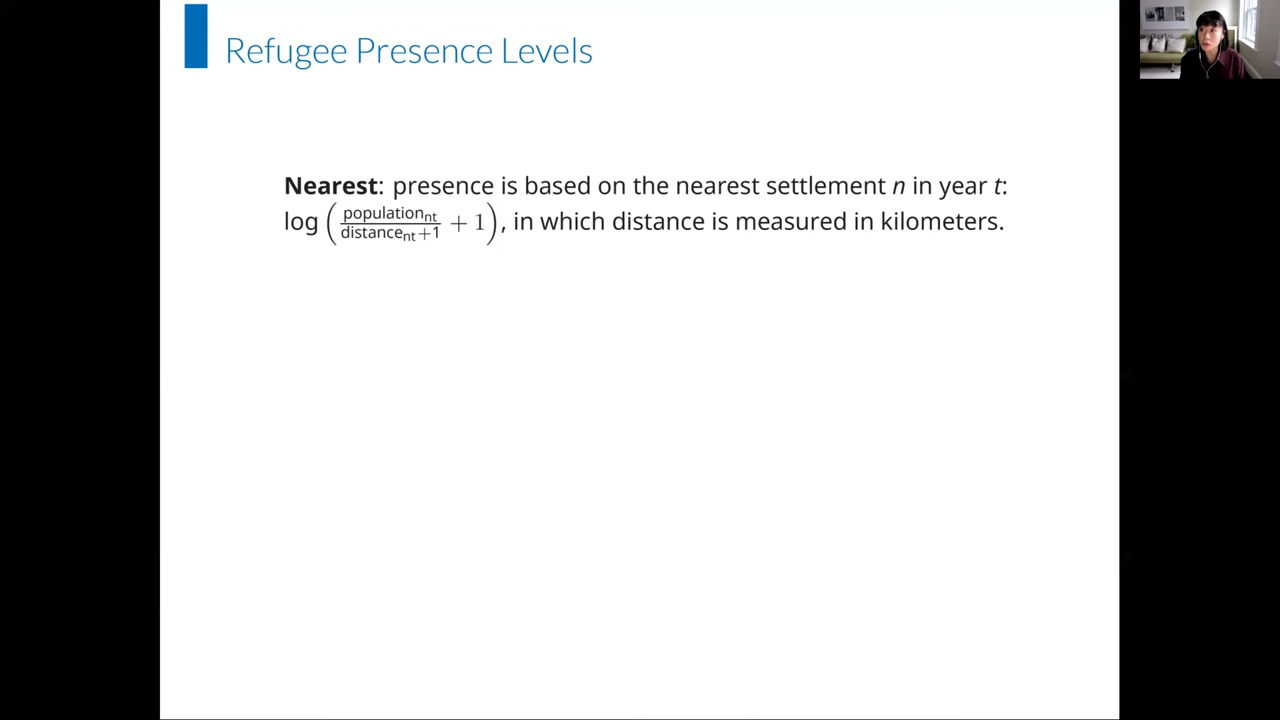 Refugee Presence Levels
Nearest: presence is based on the nearest settlement n in year t:
log (population_nt / distance_nt+1 + 1), in which distance is measured in kilometers.